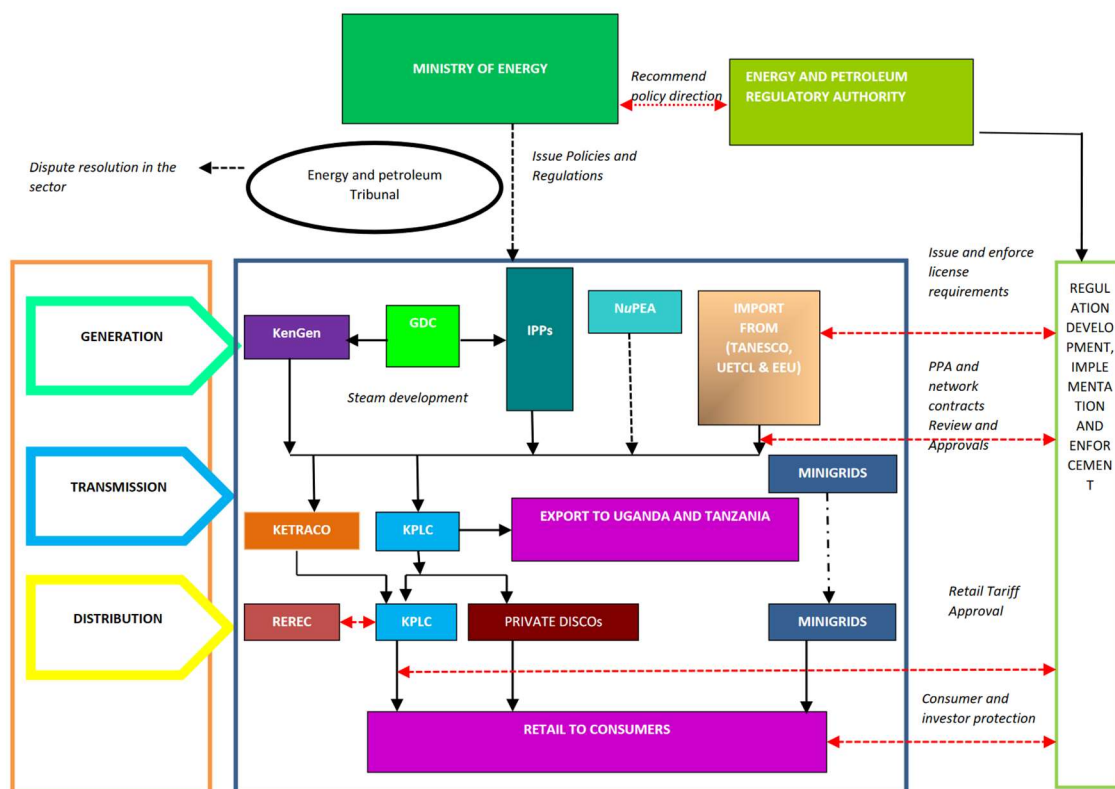 MINISTRY OF ENERGY
Recommend
policy direction
ENERGY AND PETROLEUM
REGULATORY AUTHORITY
Dispute resolution in the
sector
Energy and petroleum
Tribunal
Issue Policies and
Regulations
Issue and enforce
license
requirements
GENERATION
KenGen
GDC
IPPs
NuPEA
IMPORT
FROM
(TANESCO,
UETCL & EEU)
Steam development
PPA and
network
contracts
Review and
Approvals
REGUL
ATION
DEVELO
PMENT,
IMPLE
MENTA
TION
AND
ENFOR
CEMEN
T
TRANSMISSION
MINIGRIDS
KETRACO
KPLC
EXPORT TO UGANDA AND TANZANIA
DISTRIBUTION
REREC
KPLC
PRIVATE DISCOs
MINIGRIDS
Retail Tariff
Approval
Consumer and
investor protection
RETAIL TO CONSUMERS